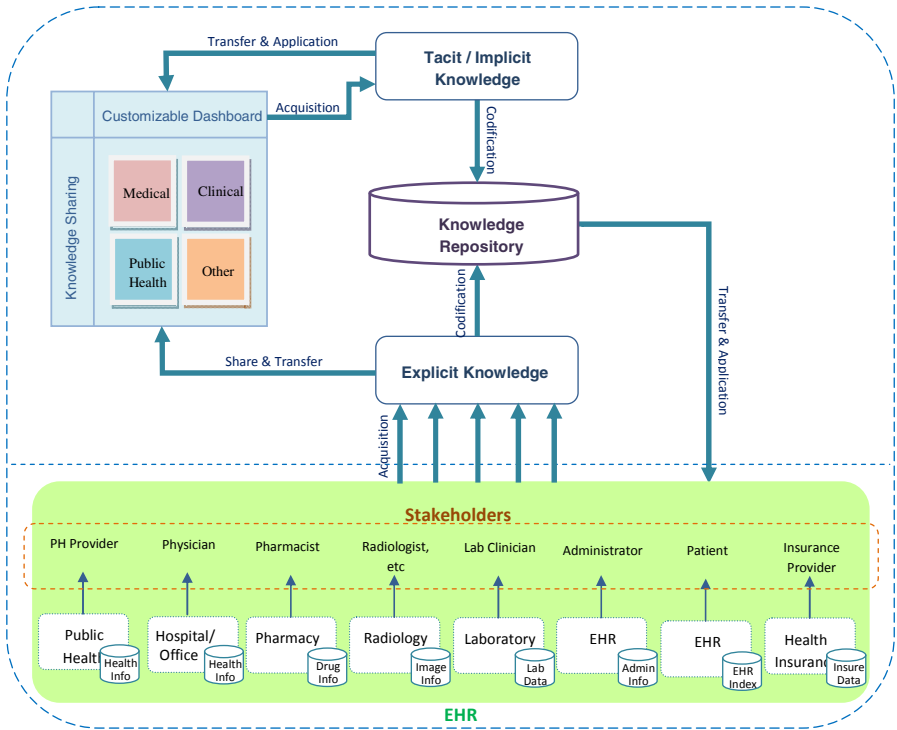 Transfer & Application
Tacit / Implicit
Knowledge
Acquisition
Customizable Dashboard
Codification
Knowledge Sharing
Medical
Clinical
Public
Health
Other
Knowledge
Repository
Codification
Transfer & Application
Share & Transfer
Explicit Knowledge
Acquisition
Stakeholders
PH Provider
Physician
Pharmacist
Radiologist,
etc
Lab Clinician
Administrator
Patient
Insurance
Provider
Public
Health
Health
Info
Hospital/
Office
Health
Info
Pharmacy
Drug
Info
Radiology
Image
Info
Laboratory
Lab
Data
EHR
Admin
Info
EHR
EHR
Index
Health
Insuranc
Insure
Data
EHR